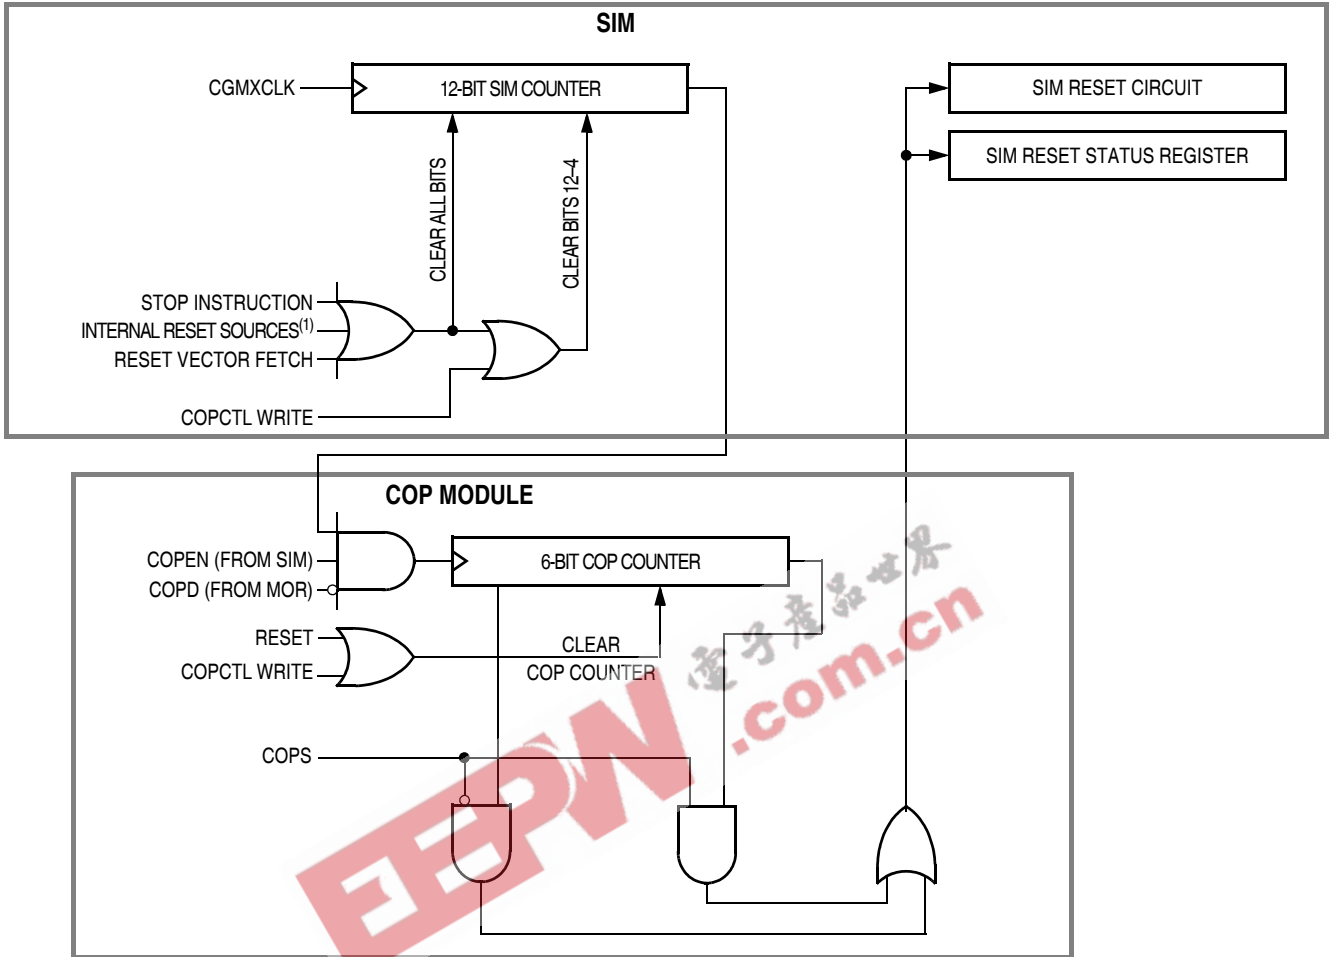 SIM
CGMXCLK
12-BIT SIM COUNTER
SIM RESET CIRCUIT
SIM RESET STATUS REGISTER
CLEAR ALL BITS
CLEAR BITS 12–4
STOP INSTRUCTION
INTERNAL RESET SOURCES(1)
RESET VECTOR FETCH
COPCTL WRITE
COP MODULE
COPEN (FROM SIM)
COPD (FROM MOR)
6-BIT COP COUNTER
RESET
COPCTL WRITE
CLEAR
COP COUNTER
COPS
EEPW
電子產品世界
.com.cn